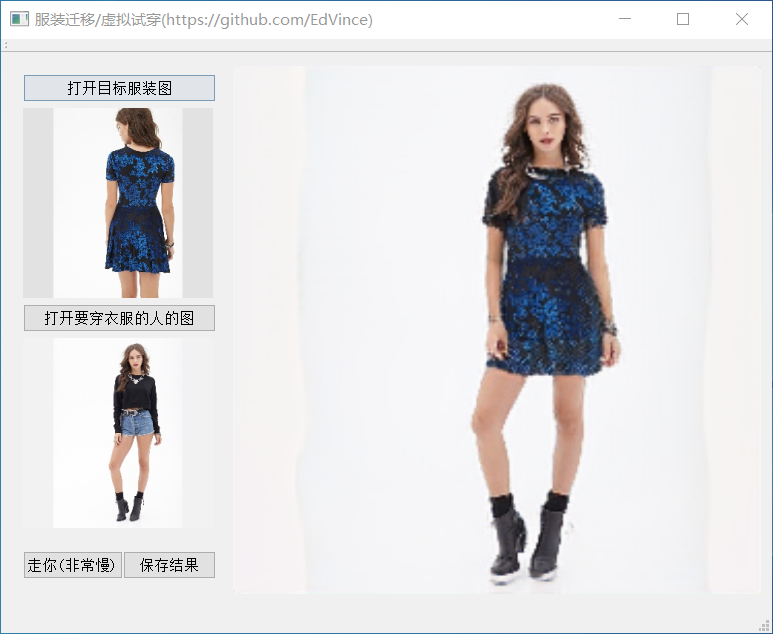 服装迁移/虚拟试穿(https://github.com/EdVince)
打开目标服装图
打开要穿衣服的人的图
走你(非常慢) 保存结果